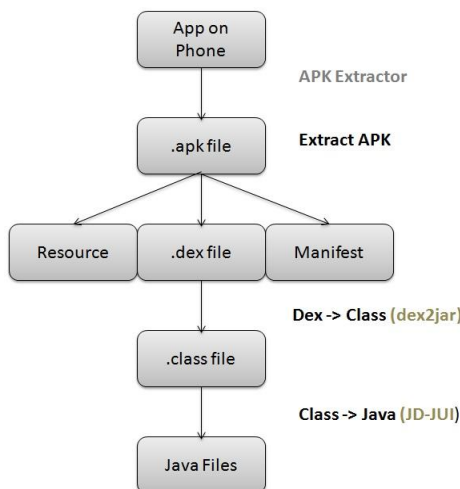 App on
Phone
APK Extractor
.apk file
Extract APK
Resource
.dex file
Manifest
Dex -> Class (dex2jar)
.class file
Class -> Java (JD-JUI)
Java Files